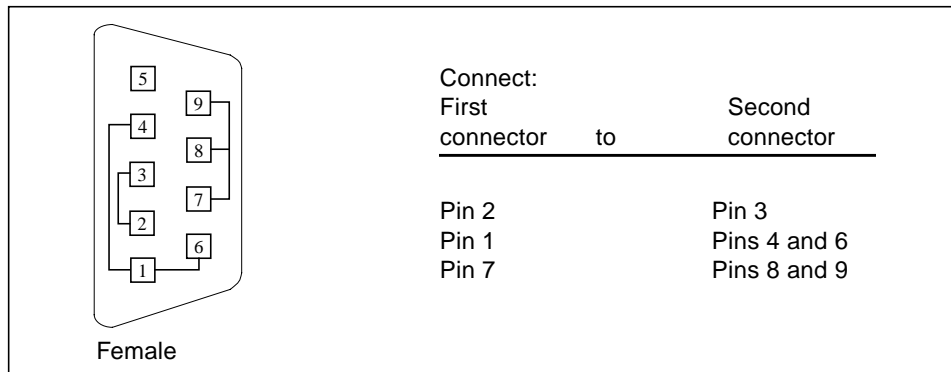 5
9
4
8
3
7
2
6
1
Female
Connect:
First Second
connector to connector
Pin 2 Pin 3
Pin 1 Pins 4 and 6
Pin 7 Pins 8 and 9